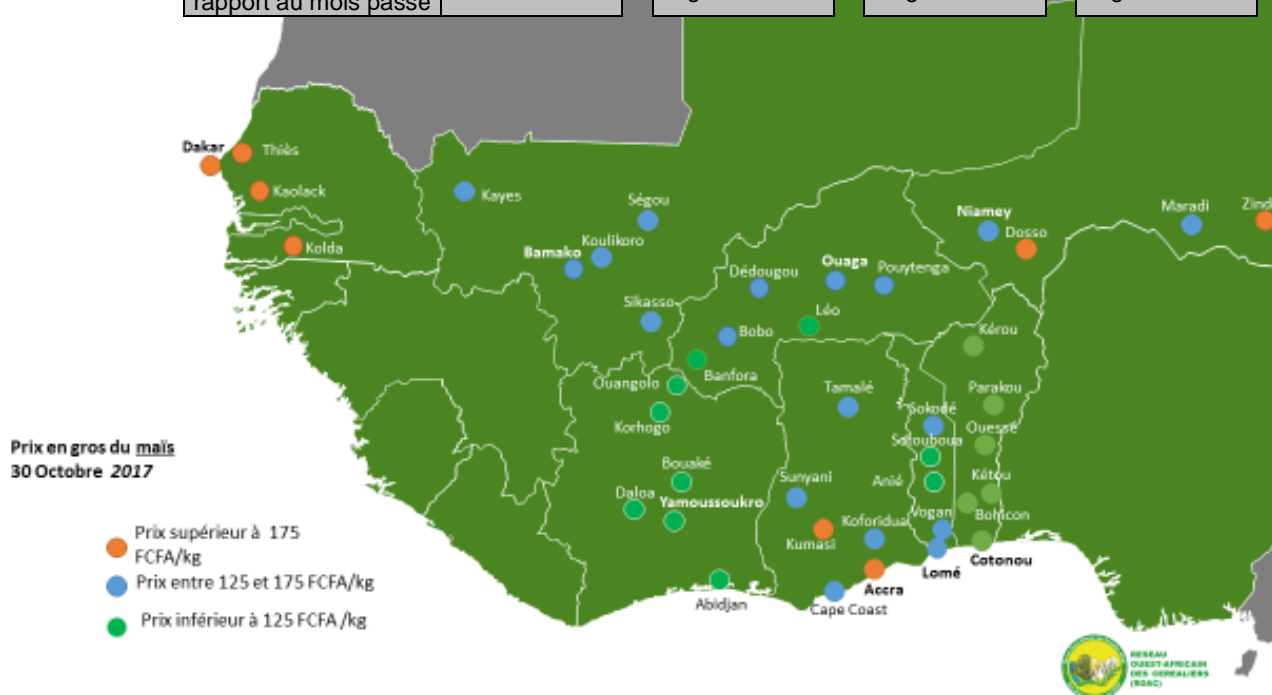 rapport au mois passé
Dakar
Thiès
Kaolack
Kolda
Kayes
Ségou
Koulikoro
Bamako
Sikasso
Niamey
Dosso
Maradi
Zind
Dédougou
Ouaga
Pouytenga
Léo
Bobo
Banfora
Kérou
Parakou
Ouessé
Kétou
Bohicon
Cotonou
Ouangolo
Korhogo
Bouaké
Daloa
Yamoussoukro
Abidjan
Tamalé
Sunyani
Kumasi
Koforidua
Accra
Cape Coast
Sokodé
Sotouboua
Anié
Vogan
Lomé
Prix en gros du maïs
30 Octobre 2017
Prix supérieur à 175
FCFA/kg
Prix entre 125 et 175 FCFA/kg
Prix inférieur à 125 FCFA /kg
RESEAU
OUEST-AFRICAIN
DES CEREALIERS
(ROAC)